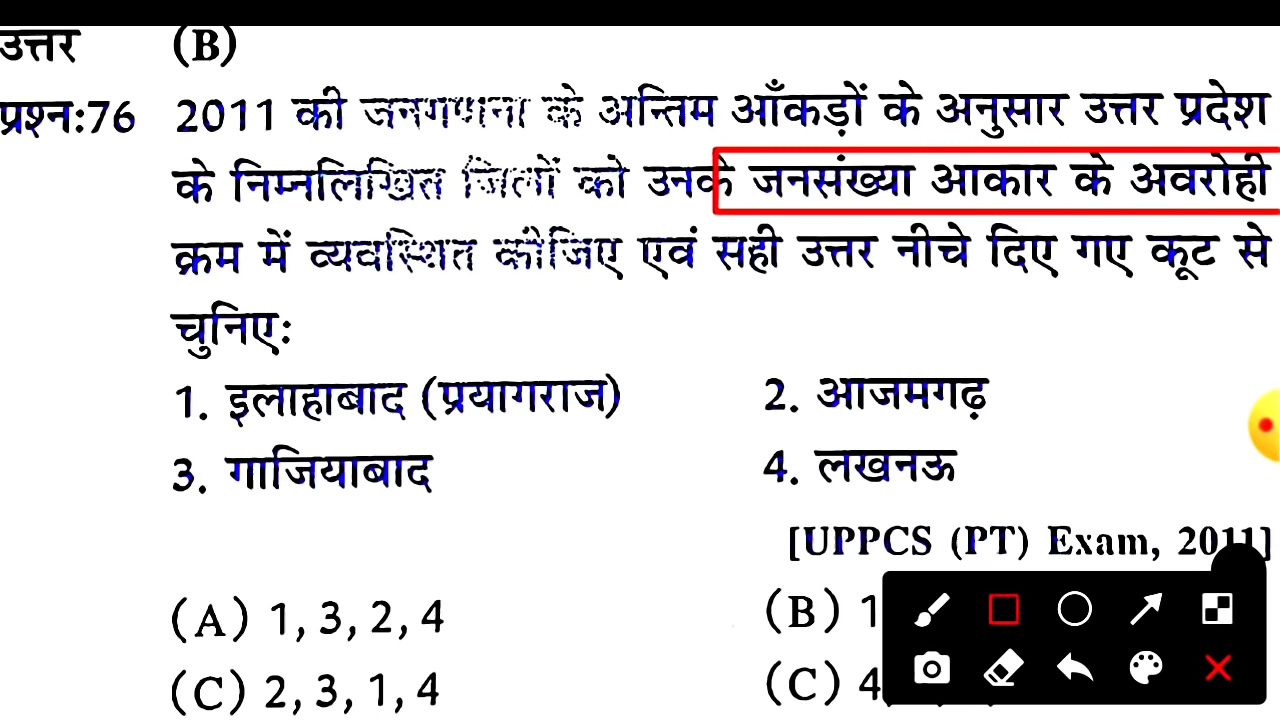 उत्तर (B)
प्रश्न:76 2011 की जनगणना के अन्तिम आँकड़ों के अनुसार उत्तर प्रदेश
के निम्नलिखित जिलों को उनके जनसंख्या आकार के अवरोही
क्रम में व्यवस्थित कीजिए एवं सही उत्तर नीचे दिए गए कूट से
चुनिए:
1. इलाहाबाद (प्रयागराज) 2. आजमगढ़
3. गाजियाबाद 4. लखनऊ
[UPPCS (PT) Exam, 2011]
(A) 1, 3, 2, 4 (B) 1
(C) 2, 3, 1, 4 (C) 4